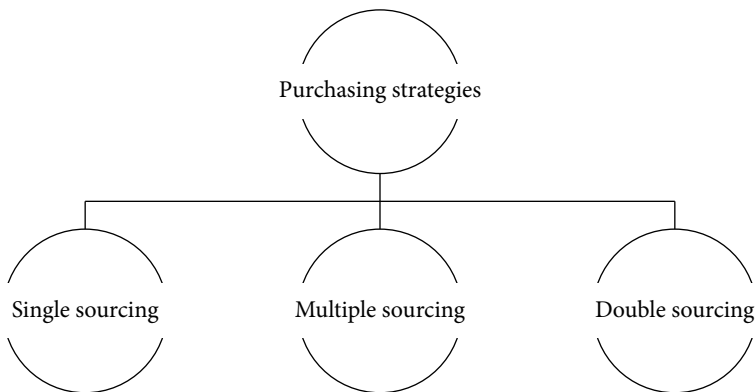 Purchasing strategies
Single sourcing
Multiple sourcing
Double sourcing